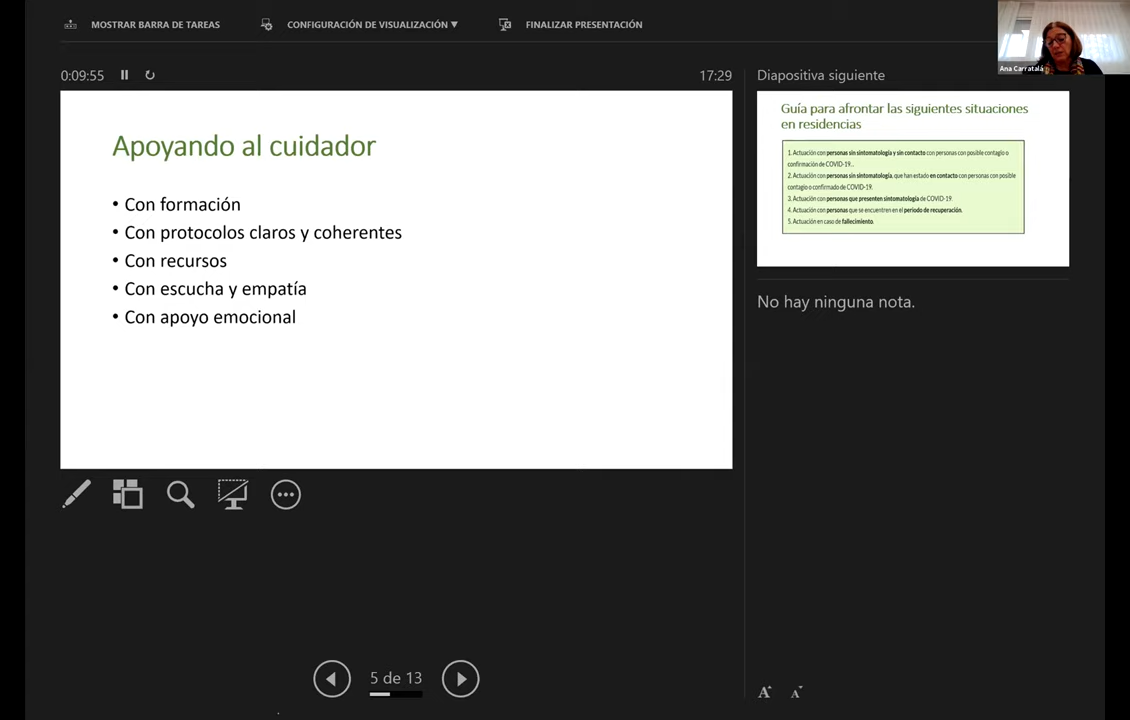 MOSTRAR BARRA DE TAREAS
CONFIGURACIÓN DE VISUALIZACIÓN ▼
FINALIZAR PRESENTACIÓN
Ana Carratalá
0:09:55
17:29
Diapositiva siguiente
Apoyando al cuidador
• Con formación
• Con protocolos claros y coherentes
• Con recursos
• Con escucha y empatía
• Con apoyo emocional
Guía para afrontar las siguientes situaciones
en residencias
1. Actuación con personas sin sintomatología y sin contacto con personas con posible contagio o
confirmación de COVID-19..
2. Actuación con personas sin sintomatología, que han estado en contacto con personas con posible
contagio o confirmado de COVID-19.
3. Actuación con personas que presenten sintomatología de COVID-19.
4. Actuación con personas que se encuentren en el periodo de recuperación.
5. Actuación en caso de fallecimiento.
No hay ninguna nota.
5 de 13
A A